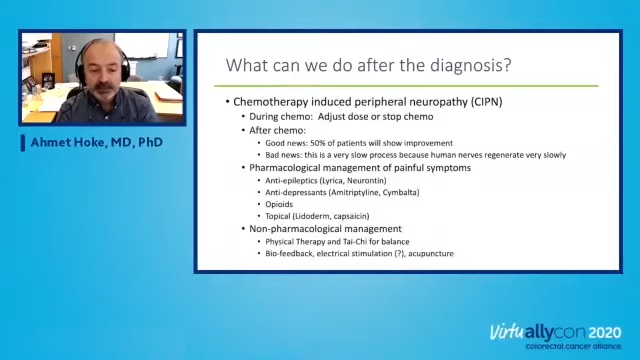 What can we do after the diagnosis?
• Chemotherapy induced peripheral neuropathy (CIPN)
• During chemo: Adjust dose or stop chemo
• After chemo:
• Good news: 50% of patients will show improvement
• Bad news: this is a very slow process because human nerves regenerate very slowly
• Pharmacological management of painful symptoms
• Anti-epileptics (Lyrica, Neurontin)
• Anti-depressants (Amitriptyline, Cymbalta)
• Opioids
• Topical (Lidoderm, capsaicin)
• Non-pharmacological management
• Physical Therapy and Tai-Chi for balance
• Bio-feedback, electrical stimulation (?), acupuncture
Ahmet Hoke, MD, PhD
Virtuallycon 2020
colorectal cancer alliance.